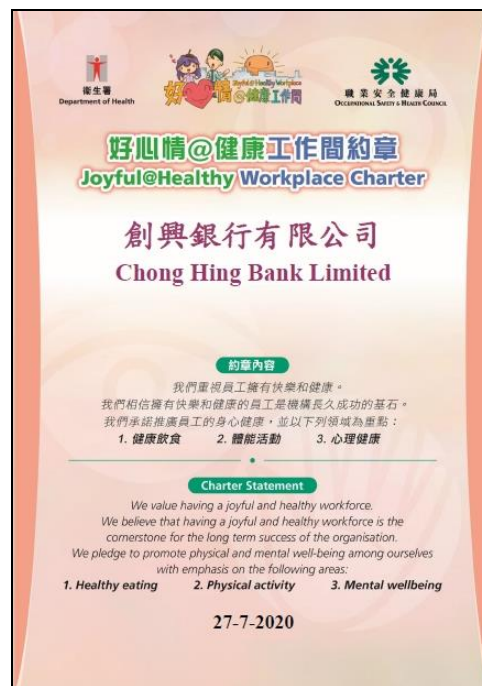 衞生署
Department of Health
Joyful@Healthy Workplace
好心情@健康工作間
職業安全健康局
OCCUPATIONAL SAFETY & HEALTH COUNCIL
好心情@健康工作間約章
Joyful@Healthy Workplace Charter
創興銀行有限公司
Chong Hing Bank Limited
約章內容
我們重視員工擁有快樂和健康。
我們相信擁有快樂和健康的員工是機構長久成功的基石。
我們承諾推廣員工的身心健康，並以下列領域為重點：
1. 健康飲食 2. 體能活動 3. 心理健康
Charter Statement
We value having a joyful and healthy workforce.
We believe that having a joyful and healthy workforce is the
cornerstone for the long term success of the organisation.
We pledge to promote physical and mental well-being among ourselves
with emphasis on the following areas:
1. Healthy eating 2. Physical activity 3. Mental wellbeing
27-7-2020